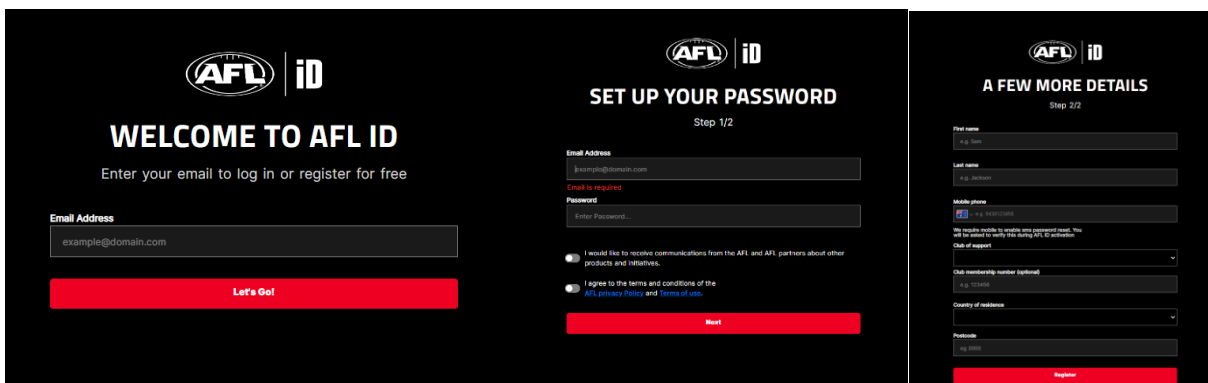 AFL iD
WELCOME TO AFL ID
Enter your email to log in or register for free
Email Address
example@domain.com
Let's Go!
AFL iD
SET UP YOUR PASSWORD
Step 1/2
Email Address
example@domain.com
Email is required
Password
Enter Password...
I would like to receive communications from the AFL and AFL partners about other
products and initiatives.
I agree to the terms and conditions of the
AFL privacy Policy and Terms of use.
Next
AFL iD
A FEW MORE DETAILS
Step 2/2
First name
e.g. Sam
Last name
e.g. Jackson
Mobile phone
e.g.
We require mobile to enable sms password reset. You
will be asked to verify this during AFL iD activation
Club of support
Club membership number (optional)
e.g. 123456
Country of residence
Postcode
eg 3000
Register